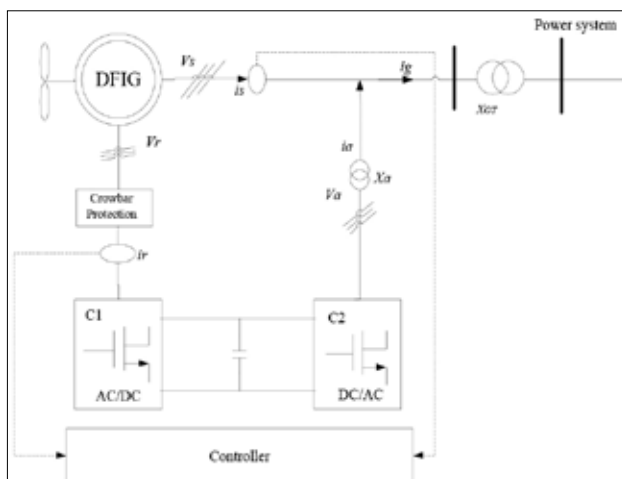 Power system
DFIG
Vs
is
ig
Vr
ia
Xa
Va
Crowbar
Protection
ir
C1
AC/DC
C2
DC/AC
Controller